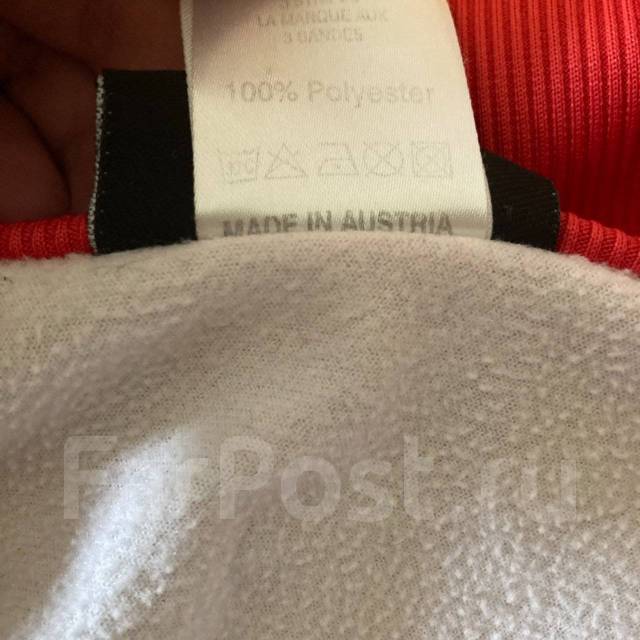 LA MARQUE AUX
3 BANDES
100% Polyester
MADE IN AUSTRIA
FarPost.ru